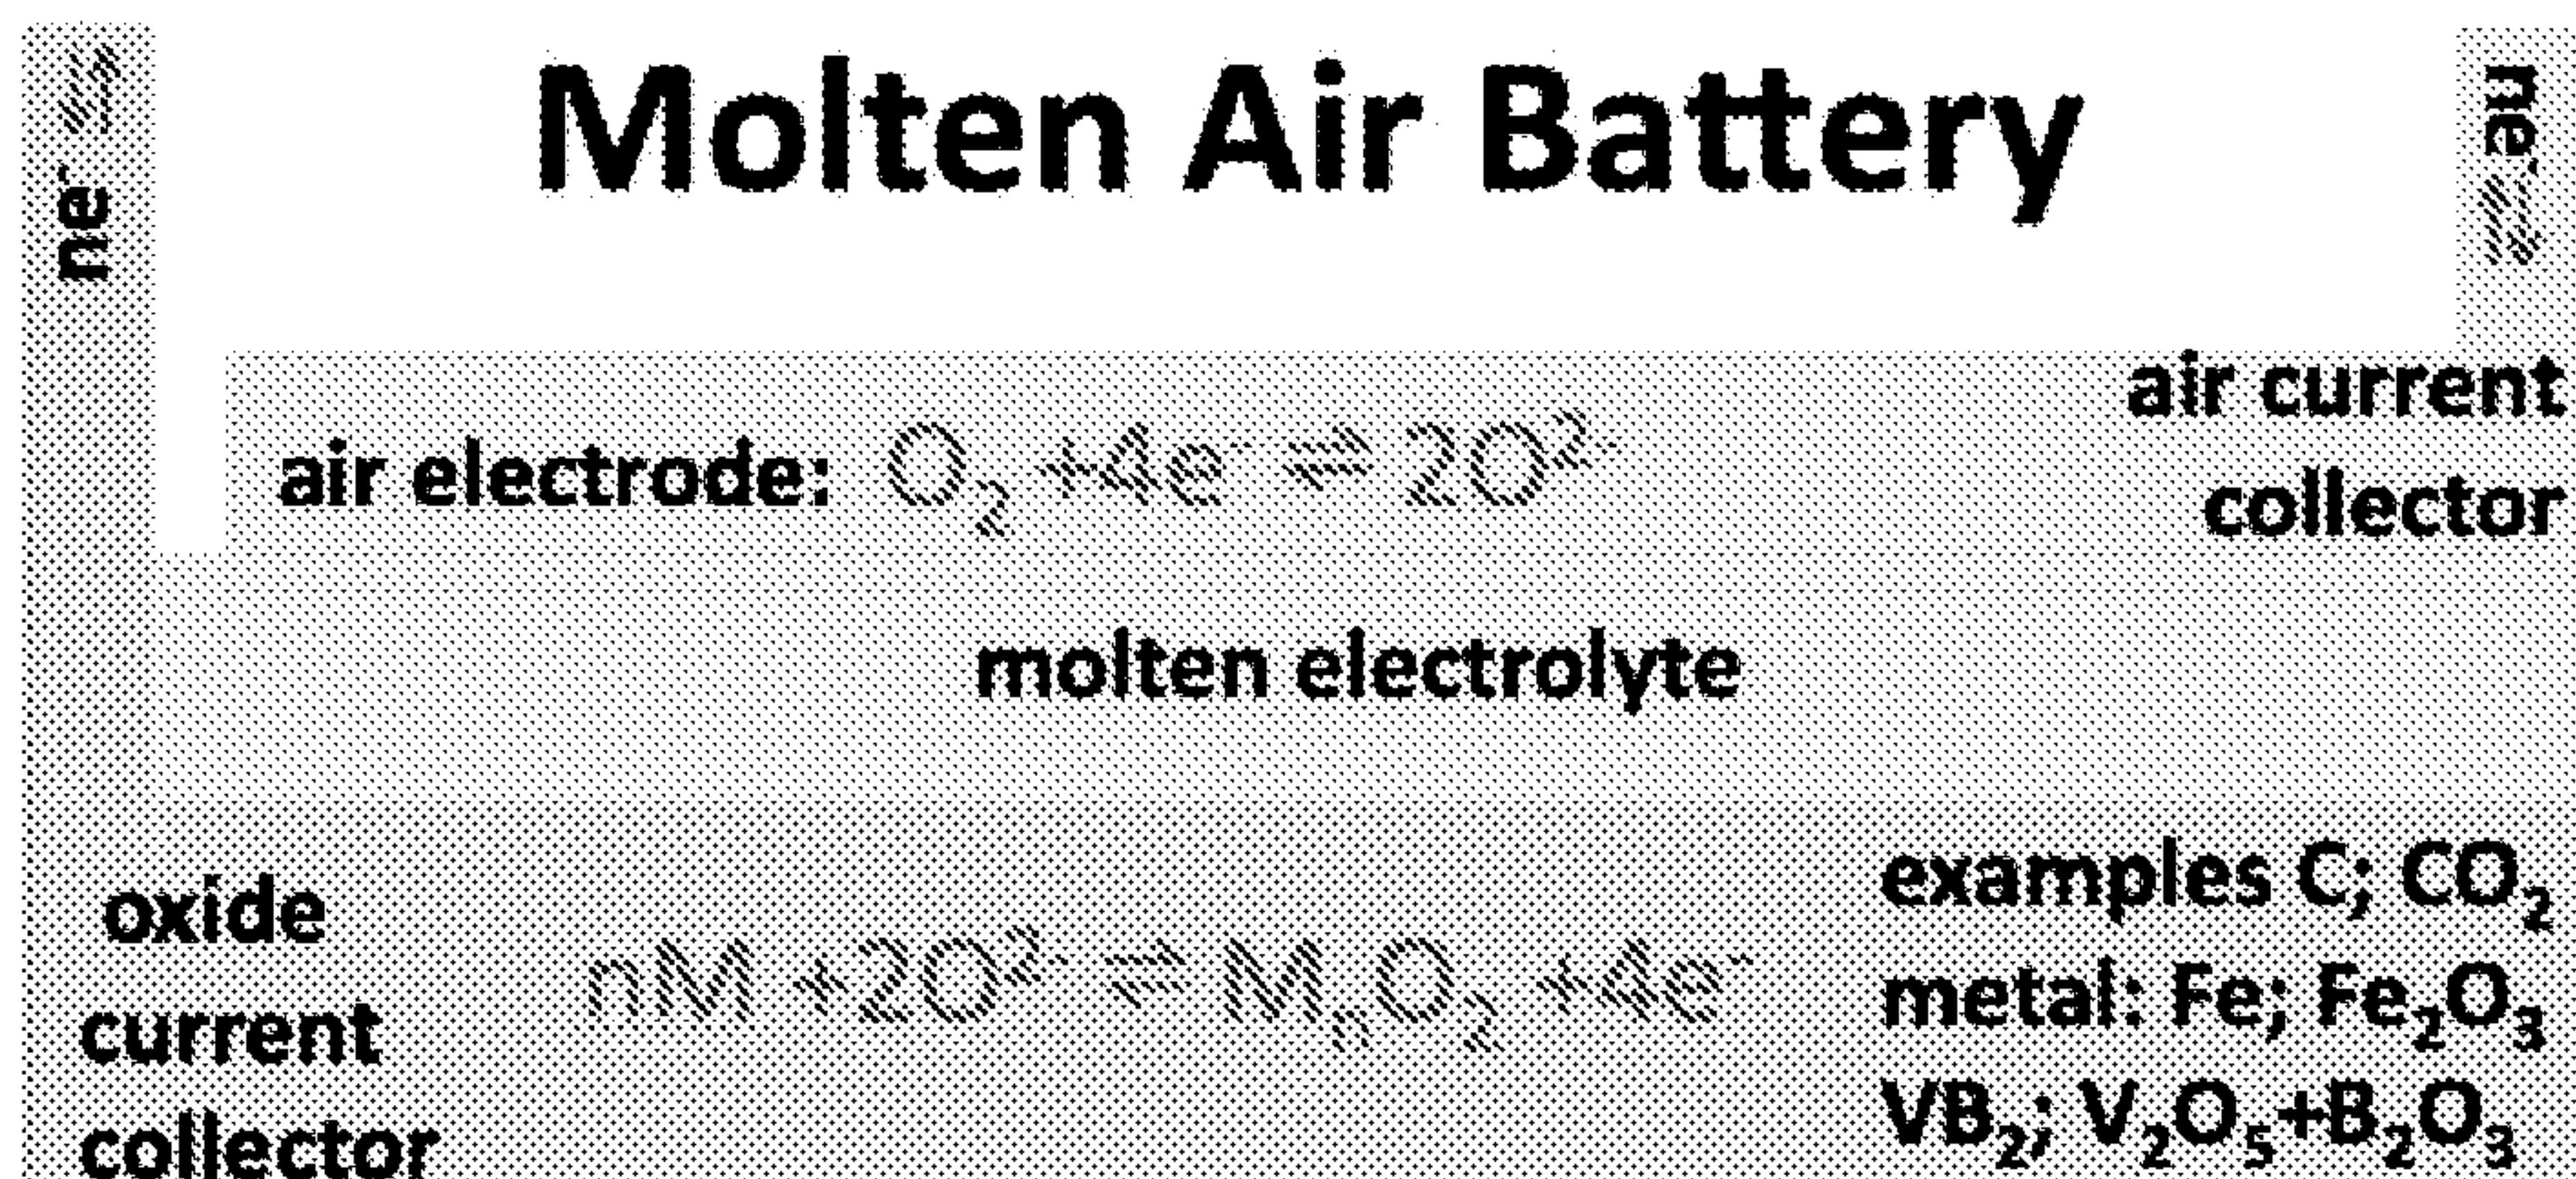 Molten Air Battery
ne⁻ ⇌
ne⁻ ⇌
air electrode: O₂ +4e⁻ ⇌ 2O²⁻
air current
collector
molten electrolyte
oxide
current
collector
nM +2O²⁻ ⇌ MₙO₂ +4e⁻
examples C; CO₂
metal: Fe; Fe₂O₃
VB₂; V₂O₅+B₂O₃